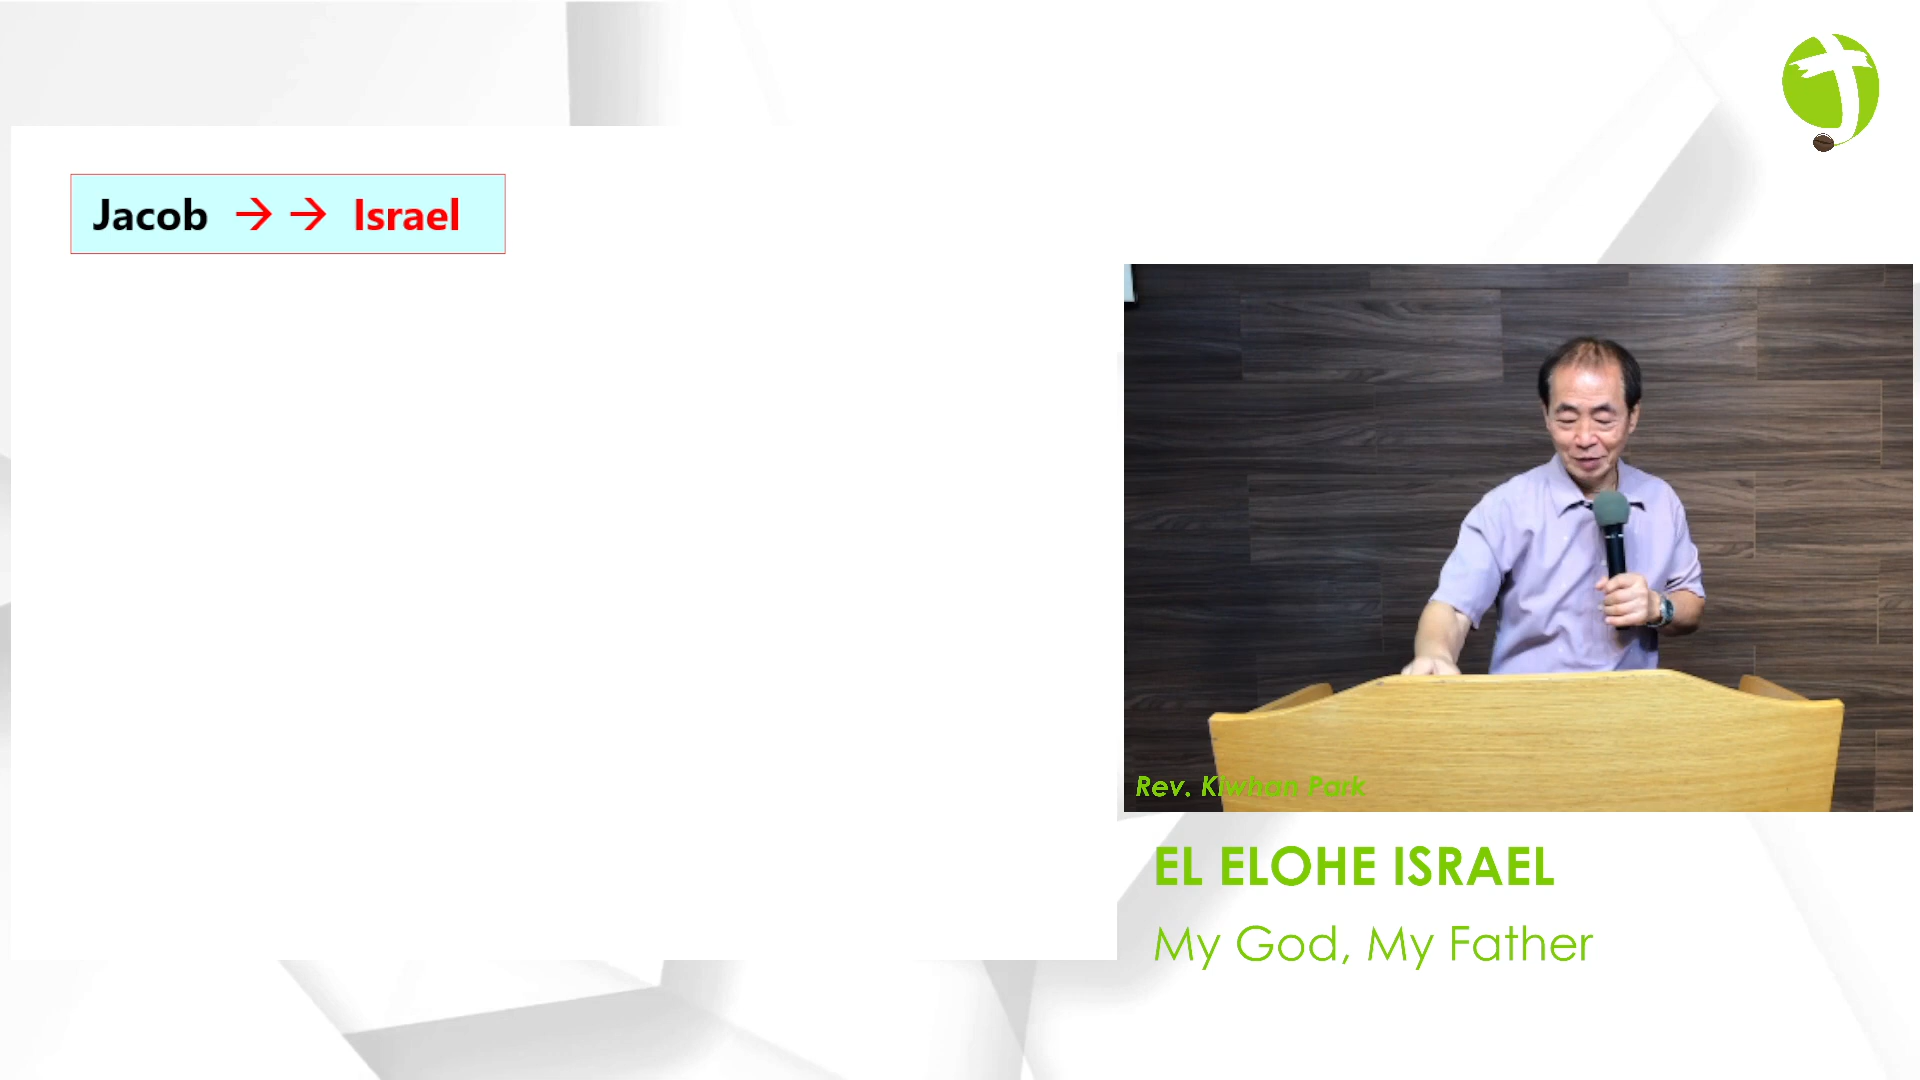 Jacob → → Israel
Rev. Kiwhan Park
EL ELOHE ISRAEL
My God, My Father